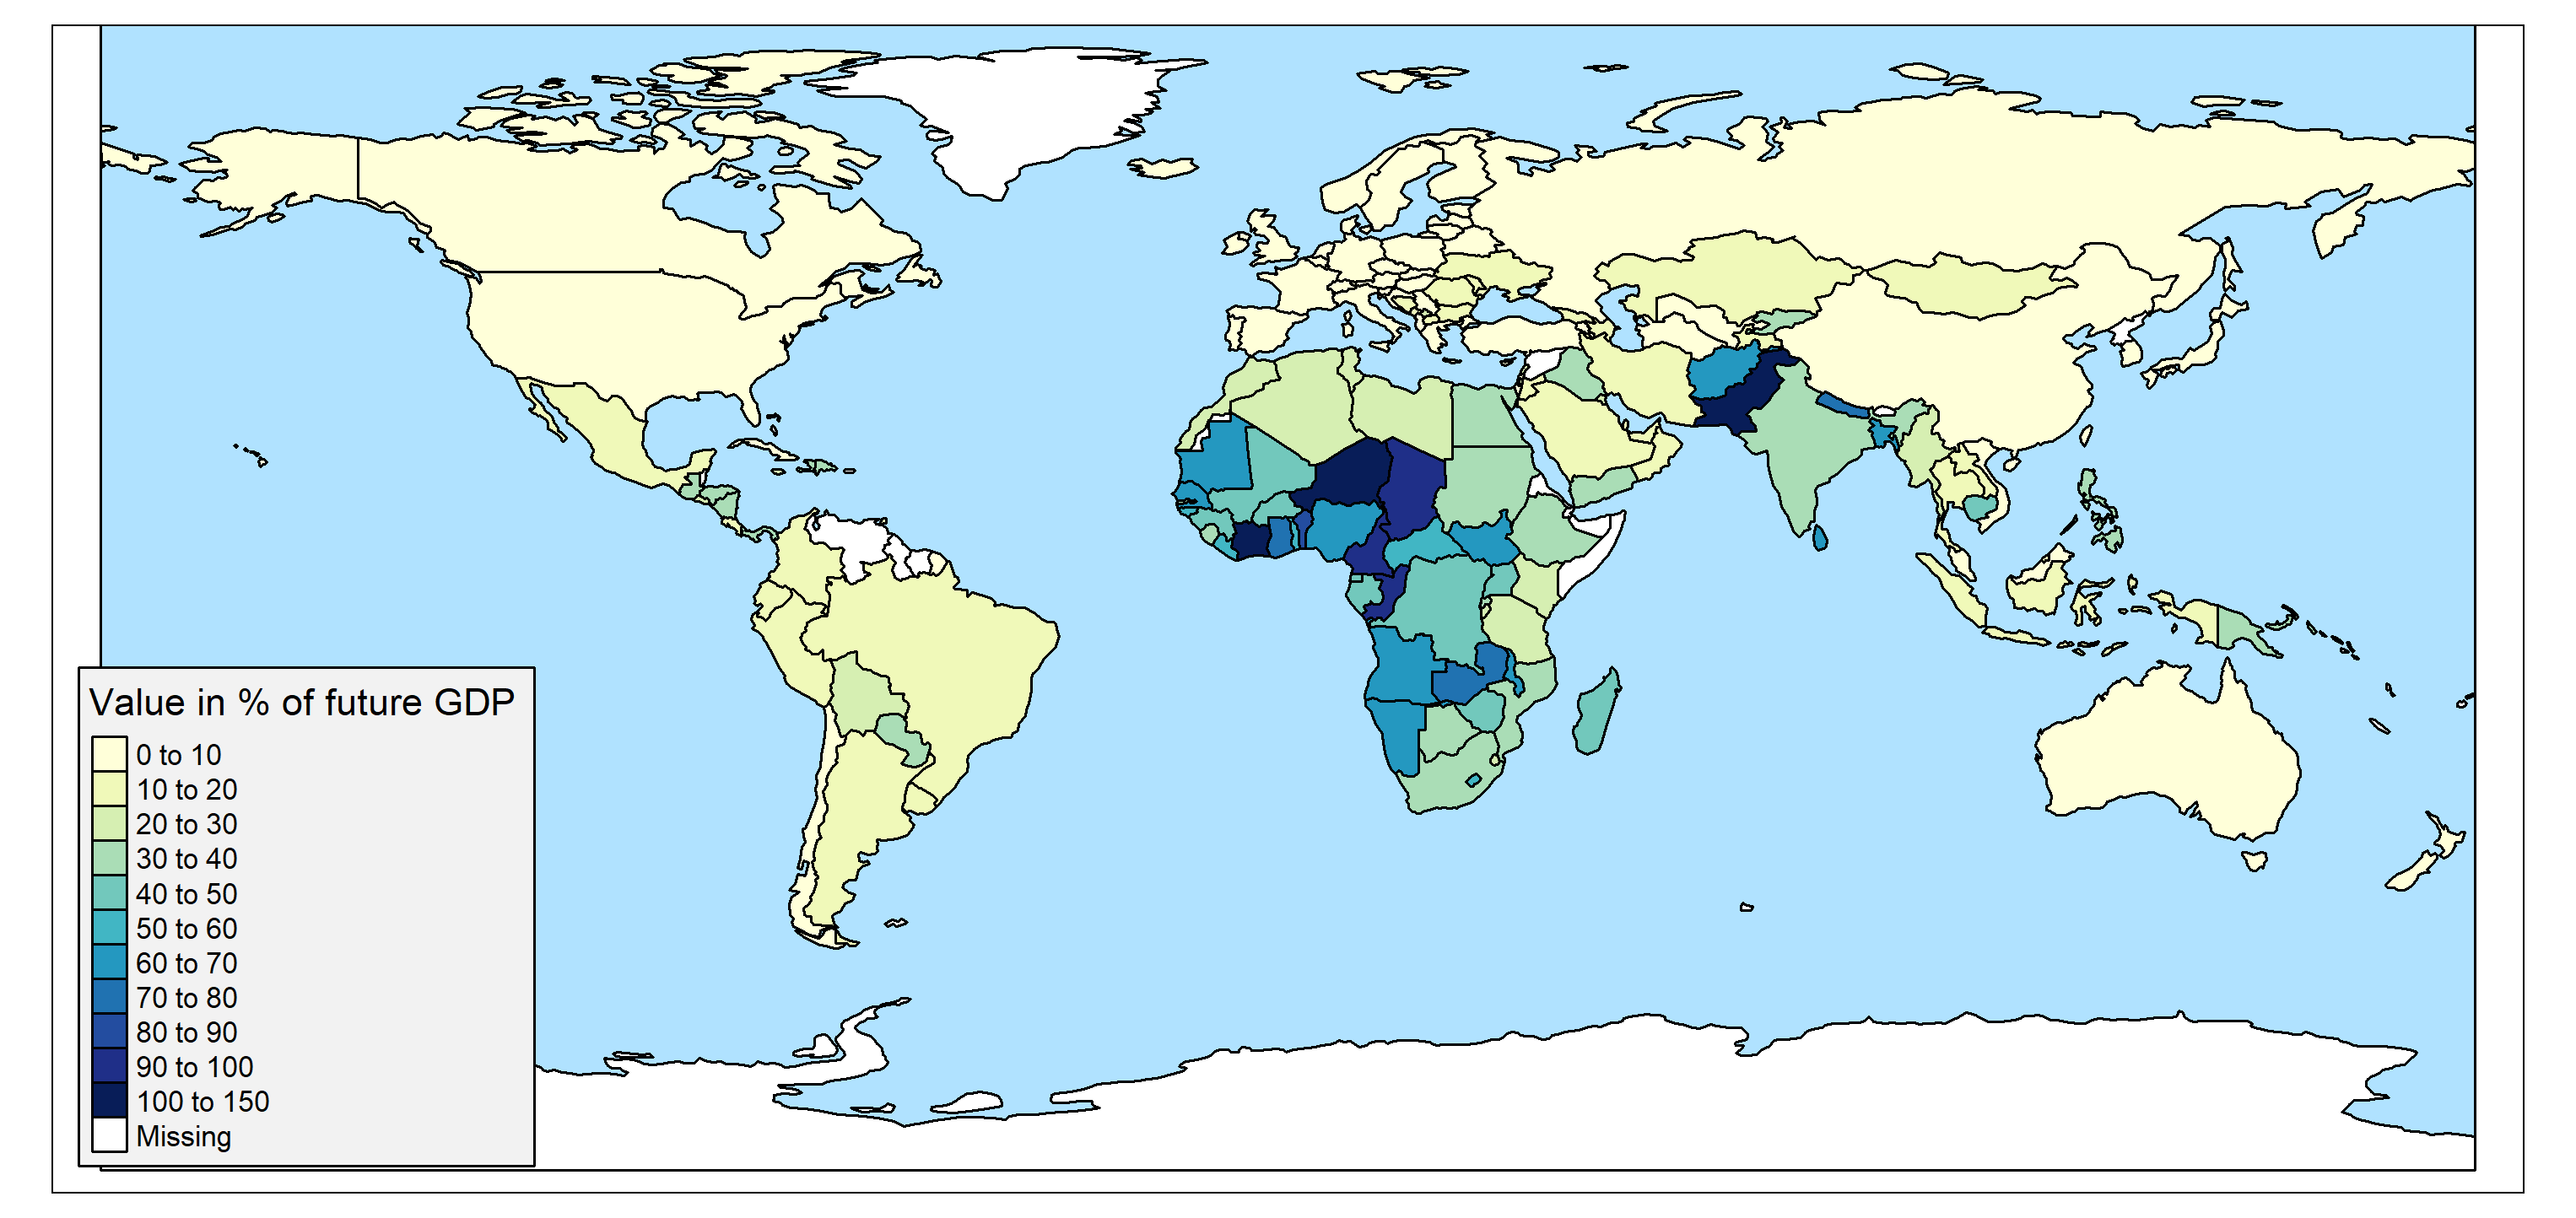 Value in % of future GDP
0 to 10
10 to 20
20 to 30
30 to 40
40 to 50
50 to 60
60 to 70
70 to 80
80 to 90
90 to 100
100 to 150
Missing